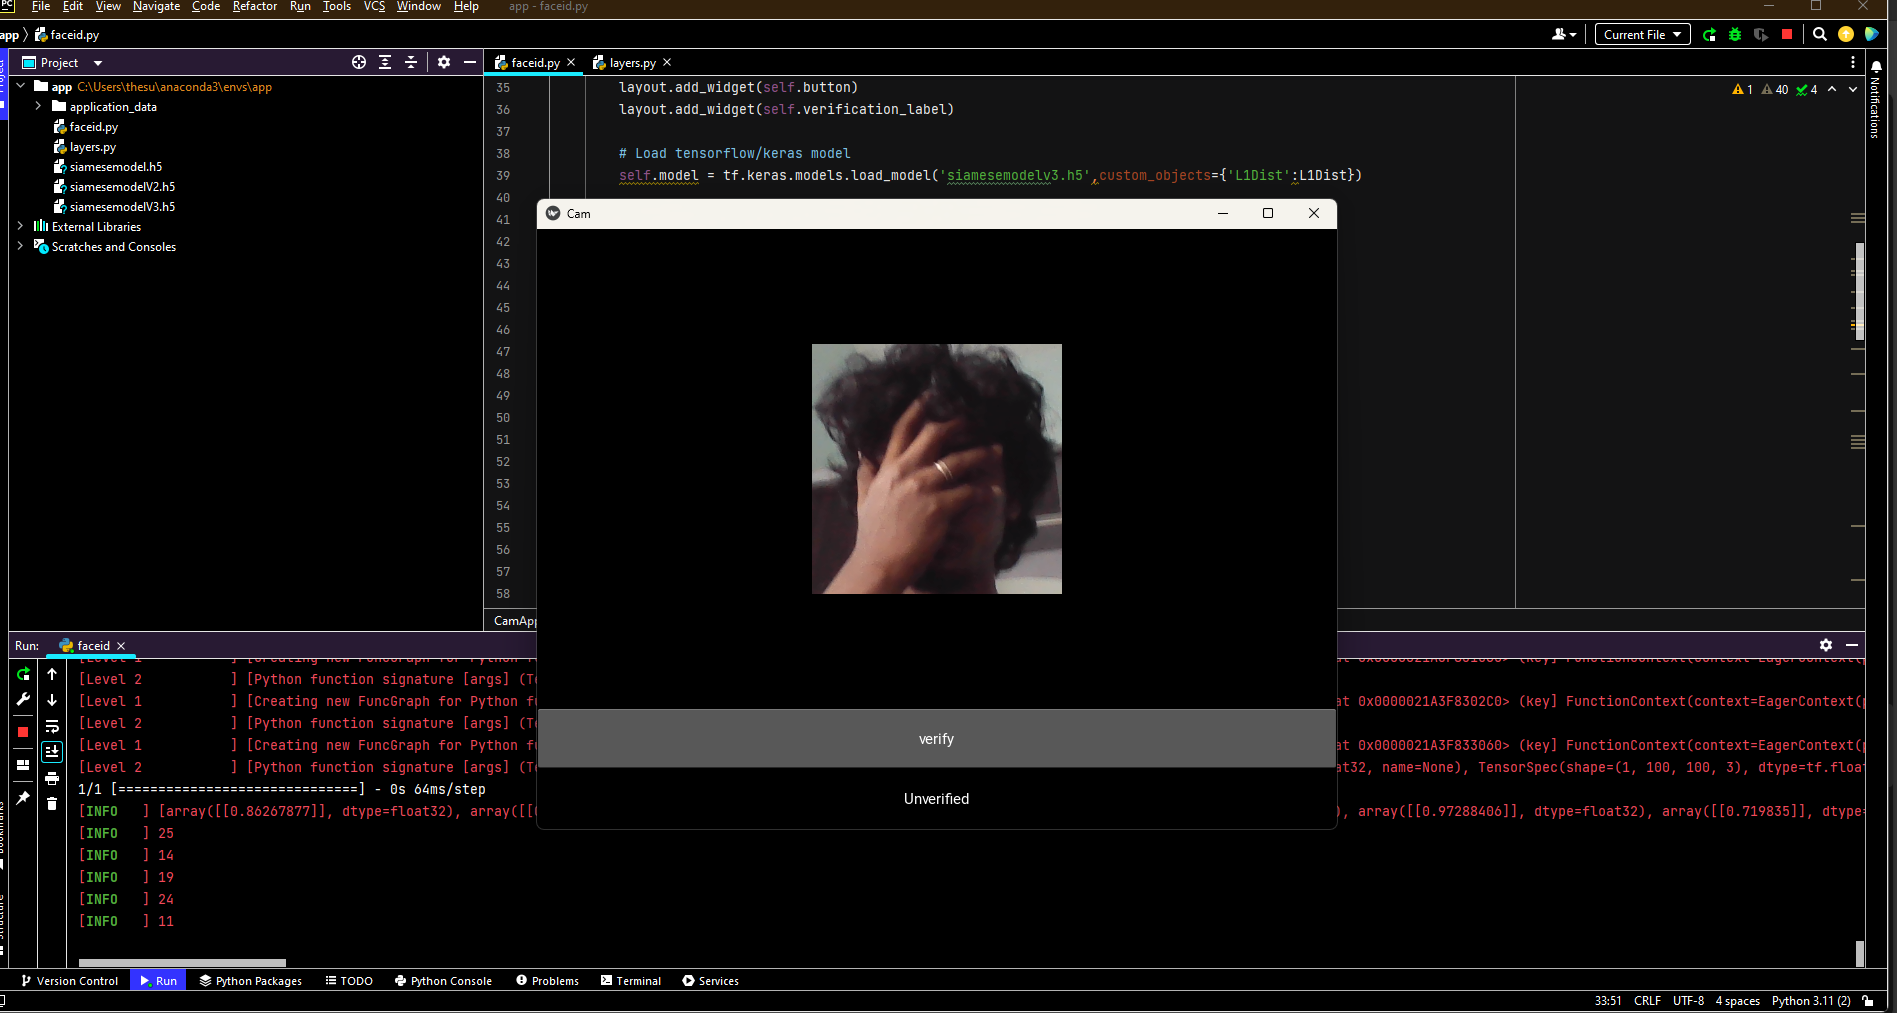 PC File Edit View Navigate Code Refactor Run Tools VCS Window Help app - faceid.py
app faceid.py Current File
Project faceid.py layers.py
app C:\Users\thesu\anaconda3\envs\app
application_data
faceid.py
layers.py
siamesemodel.h5
siamesemodelV2.h5
siamesemodelV3.h5
External Libraries
Scratches and Consoles
35 layout.add_widget(self.button)
36 layout.add_widget(self.verification_label)
37
38 # Load tensorflow/keras model
39 self.model = tf.keras.models.load_model('siamesemodelv3.h5',custom_objects={'L1Dist':L1Dist})
40
41
42
43
44
45
46
47
48
49
50
51
52
53
54
55
56
57
58
1 40 4
Notifications
Cam
verify
Unverified
CamApp
Run: faceid
[Level 2 ] [Python function signature [args] (T
[Level 1 ] [Creating new FuncGraph for Python f at 0x0000021A3F8302C0> (key] FunctionContext(context=EagerContext(
[Level 2 ] [Python function signature [args] (T
[Level 1 ] [Creating new FuncGraph for Python f at 0x0000021A3F833060> (key] FunctionContext(context=EagerContext(
[Level 2 ] [Python function signature [args] (T at32, name=None), TensorSpec(shape=(1, 100, 100, 3), dtype=tf.floa
1/1 [==============================] - 0s 64ms/step
[INFO ] [array([[0.86267877]], dtype=float32), array([[ ), array([[0.97288406]], dtype=float32), array([[0.719835]], dtype=
[INFO ] 25
[INFO ] 14
[INFO ] 19
[INFO ] 24
[INFO ] 11
Version Control Run Python Packages TODO Python Console Problems Terminal Services
33:51 CRLF UTF-8 4 spaces Python 3.11 (2)